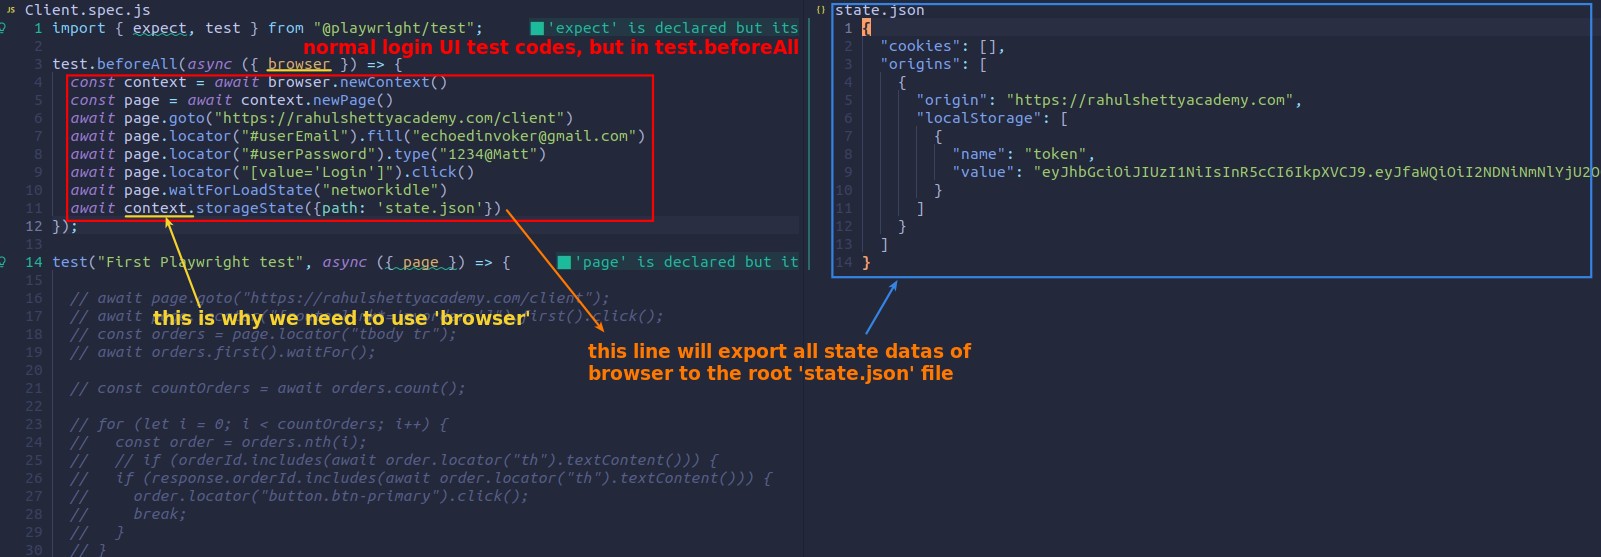 JS Client.spec.js
1 import { expect, test } from "@playwright/test"; 'expect' is declared but its
normal login UI test codes, but in test.beforeAll
2
3 test.beforeAll(async ({ browser }) => {
4 const context = await browser.newContext()
5 const page = await context.newPage()
6 await page.goto("https://rahulshettyacademy.com/client")
7 await page.locator("#userEmail").fill("echoedinvoker@gmail.com")
8 await page.locator("#userPassword").type("1234@Matt")
9 await page.locator("[value='Login']").click()
10 await page.waitForLoadState("networkidle")
11 await context.storageState({path: 'state.json'})
12 });
13
14 test("First Playwright test", async ({ page }) => { 'page' is declared but it
15
16 // await page.goto("https://rahulshettyacademy.com/client");
this is why we need to use 'browser'
17 // await first().click();
18 // const orders = page.locator("tbody tr");
19 // await orders.first().waitFor();
20
21 // const countOrders = await orders.count();
22
23 // for (let i = 0; i < countOrders; i++) {
24 // const order = orders.nth(i);
25 // // if (orderId.includes(await order.locator("th").textContent())) {
26 // if (response.orderId.includes(await order.locator("th").textContent())) {
27 // order.locator("button.btn-primary").click();
28 // break;
29 // }
30 // }
this line will export all state datas of
browser to the root 'state.json' file
{} state.json
1 {
2 "cookies": [],
3 "origins": [
4 {
5 "origin": "https://rahulshettyacademy.com",
6 "localStorage": [
7 {
8 "name": "token",
9 "value": "eyJhbGciOiJIUzI1NiIsInR5cCI6IkpXVCJ9.eyJfaWQiOiI2NDNiNmNlYjU2O
10 }
11 ]
12 }
13 ]
14 }